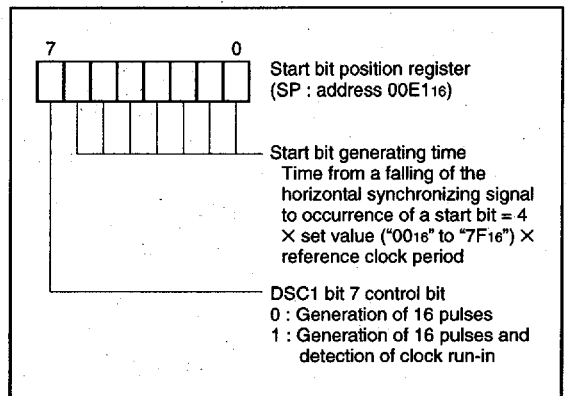 7 0
Start bit position register
(SP : address 00E116)
Start bit generating time
Time from a falling of the
horizontal synchronizing signal
to occurrence of a start bit = 4
× set value (“0016” to “7F16”) ×
reference clock period
DSC1 bit 7 control bit
0 : Generation of 16 pulses
1 : Generation of 16 pulses and
detection of clock run-in